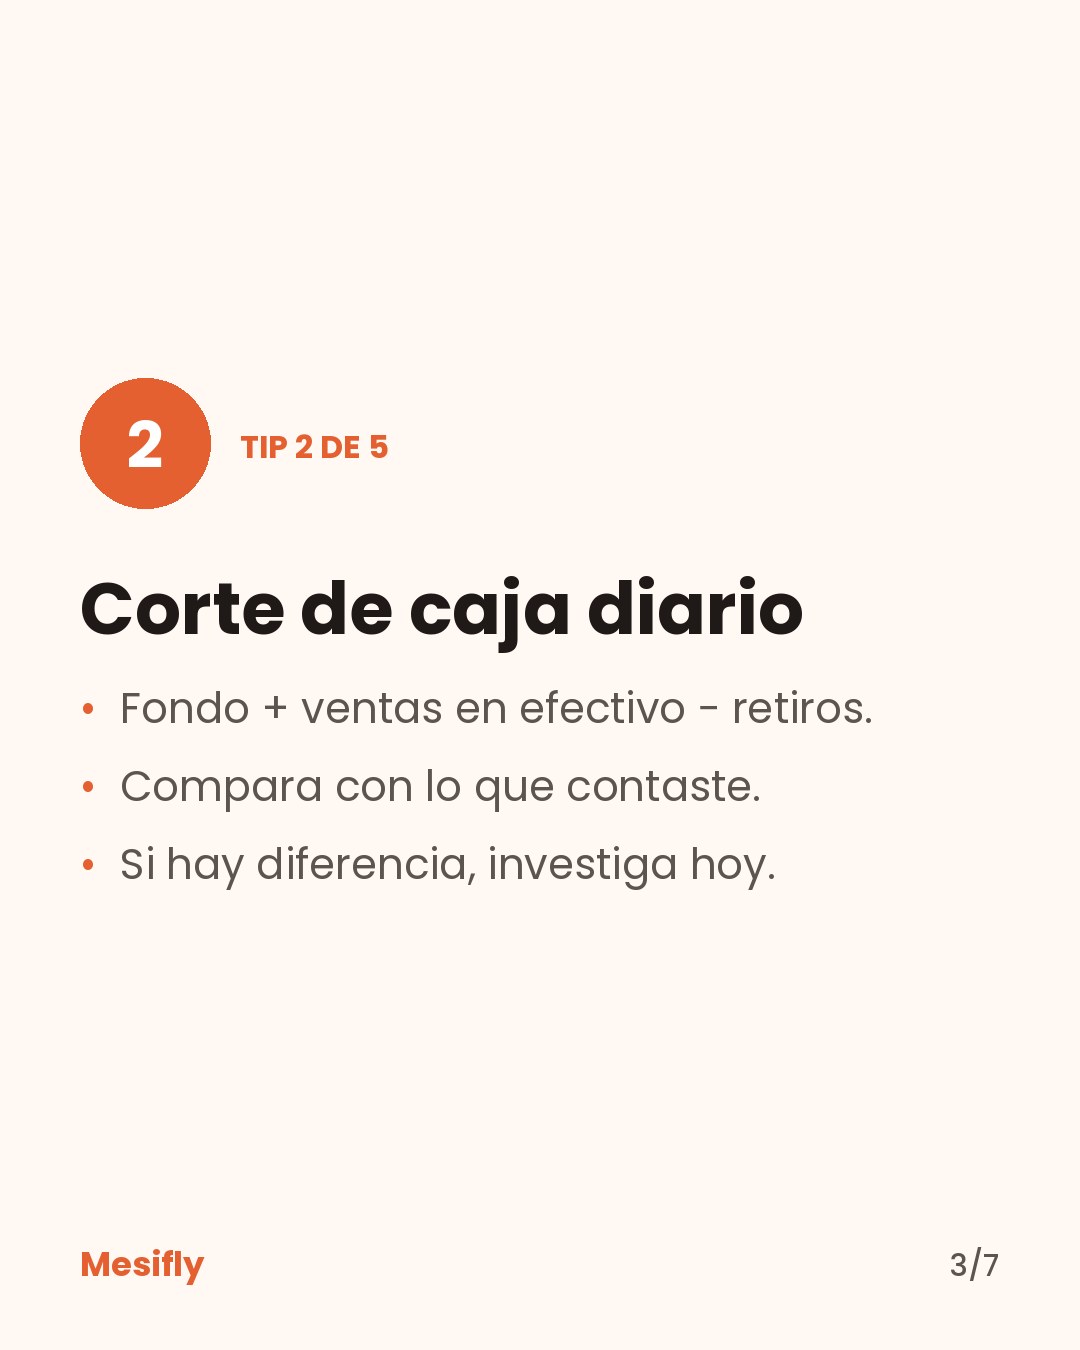 2
TIP 2 DE 5
Corte de caja diario
• Fondo + ventas en efectivo - retiros.
• Compara con lo que contaste.
• Si hay diferencia, investiga hoy.
Mesifly
3/7